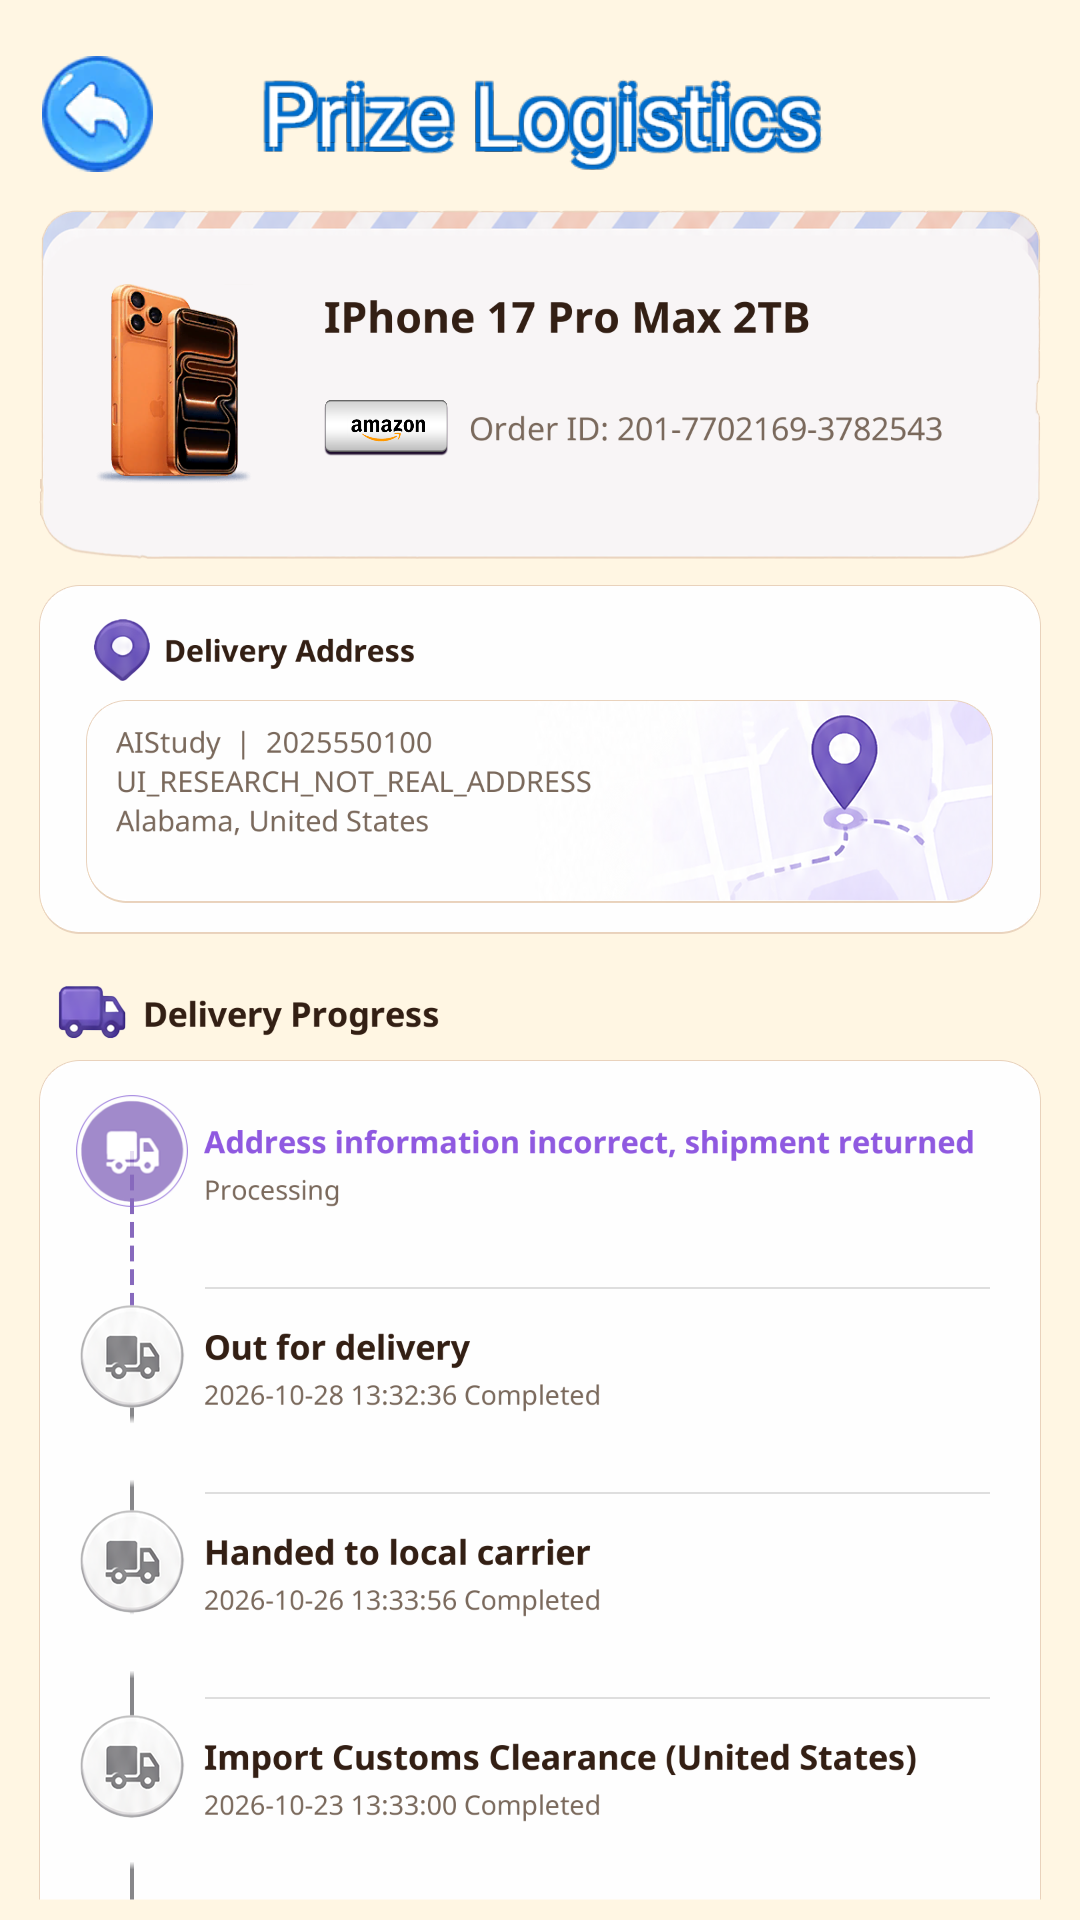 Prize Logistics
IPhone 17 Pro Max 2TB
amazon
Order ID: 201-7702169-3782543
Delivery Address
AIStudy | 2025550100
UI_RESEARCH_NOT_REAL_ADDRESS
Alabama, United States
Delivery Progress
Address information incorrect, shipment returned
Processing
Out for delivery
2026-10-28 13:32:36 Completed
Handed to local carrier
2026-10-26 13:33:56 Completed
Import Customs Clearance (United States)
2026-10-23 13:33:00 Completed